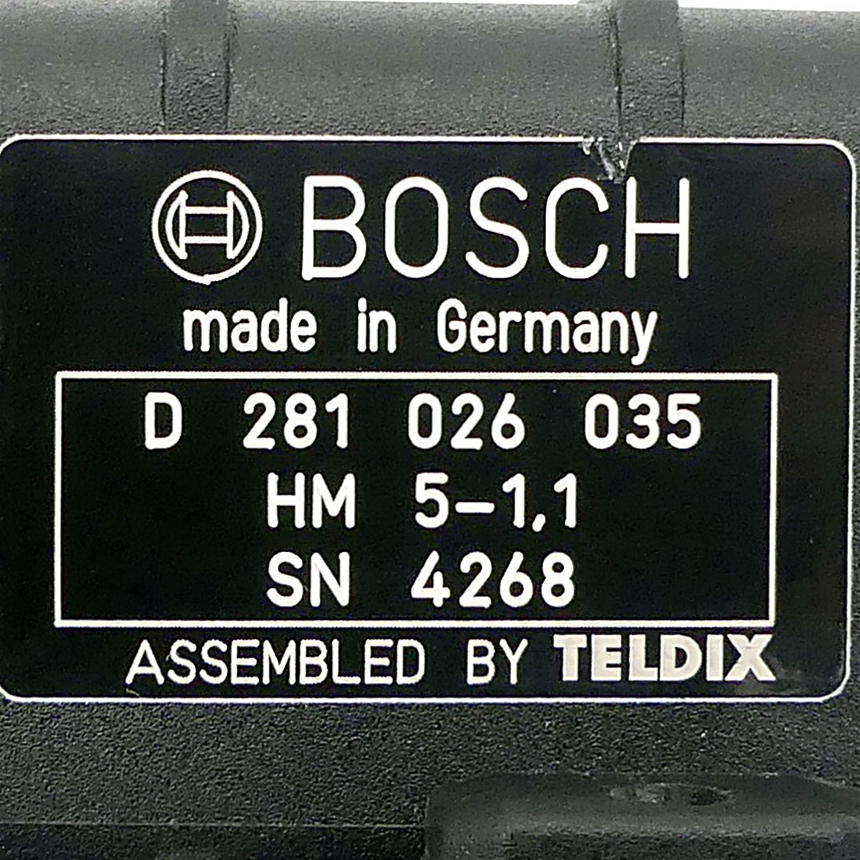 BOSCH
made in Germany
D 281 026 035
HM 5-1,1
SN 4268
ASSEMBLED BY TELDIX